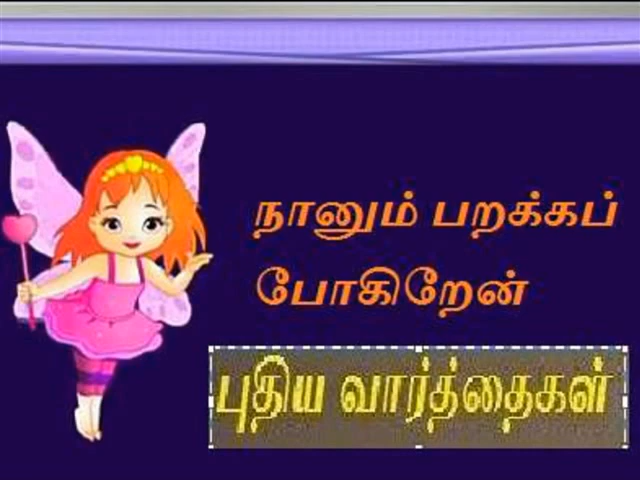 நானும் பறக்கப்
போகிறேன்
புதிய வார்த்தைகள்